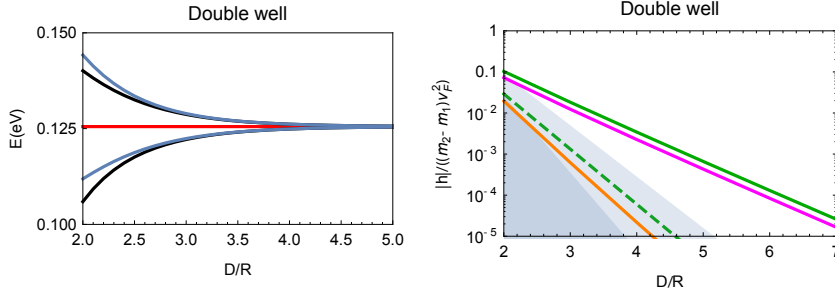 Double well
0.150
0.125
0.100
E(eV)
2.0 2.5 3.0 3.5 4.0 4.5 5.0
D/R
Double well
1
0.1
10^-2
10^-3
10^-4
10^-5
|h|/((m_2- m_1)v_F^2)
2 3 4 5 6 7
D/R